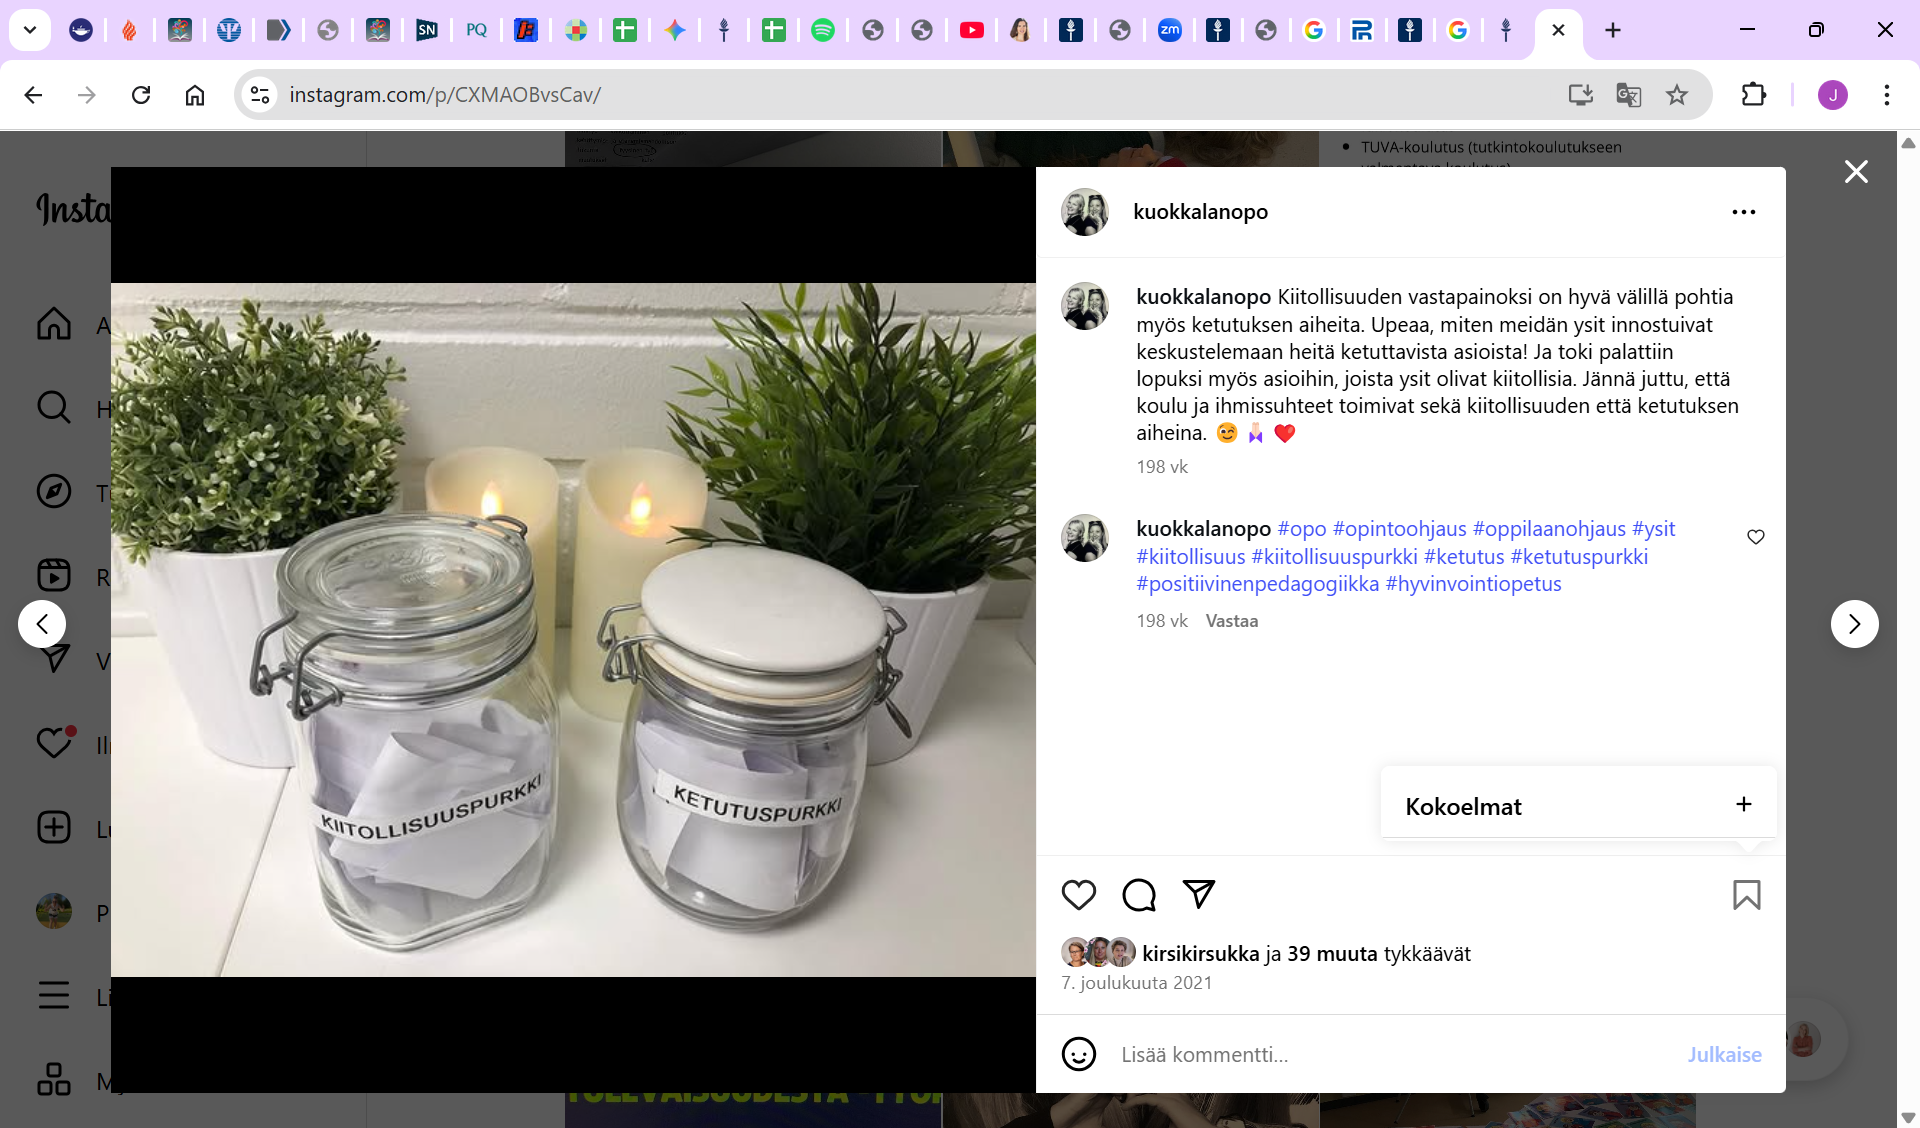 SN
PQ
zm
instagram.com/p/CXMAOBvsCav/
J
TUVA-koulutus (tutkintokoulutukseen
Insta
kuokkalanopo
kuokkalanopo Kiitollisuuden vastapainoksi on hyvä välillä pohtia
myös ketutuksen aiheita. Upeaa, miten meidän ysit innostuivat
keskustelemaan heitä ketuttavista asioista! Ja toki palattiin
lopuksi myös asioihin, joista ysit olivat kiitollisia. Jännä juttu, että
koulu ja ihmissuhteet toimivat sekä kiitollisuuden että ketutuksen
aiheina. 😉🙏❤️
198 vk
kuokkalanopo #opo #opintoohjaus #oppilaanohjaus #ysit
#kiitollisuus #kiitollisuuspurkki #ketutus #ketutuspurkki
#positiivinenpedagogiikka #hyvinvointiopetus
198 vk Vastaa
KIITOLLISUUSPURKKI
KETUTUSPURKKI
Kokoelmat
kirsikirsukka ja 39 muuta tykkäävät
7. joulukuuta 2021
Lisää kommentti...
Julkaise